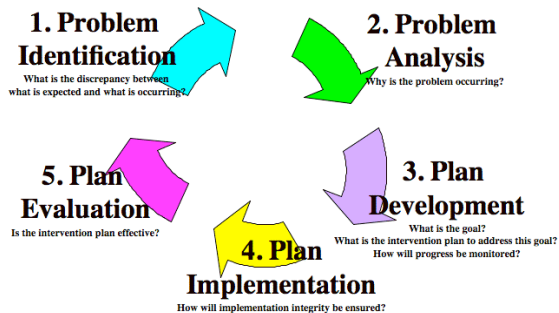 1. Problem
Identification
What is the discrepancy between
what is expected and what is occurring?
2. Problem
Analysis
Why is the problem occurring?
3. Plan
Development
What is the goal?
What is the intervention plan to address this goal?
How will progress be monitored?
4. Plan
Implementation
How will implementation integrity be ensured?
5. Plan
Evaluation
Is the intervention plan effective?